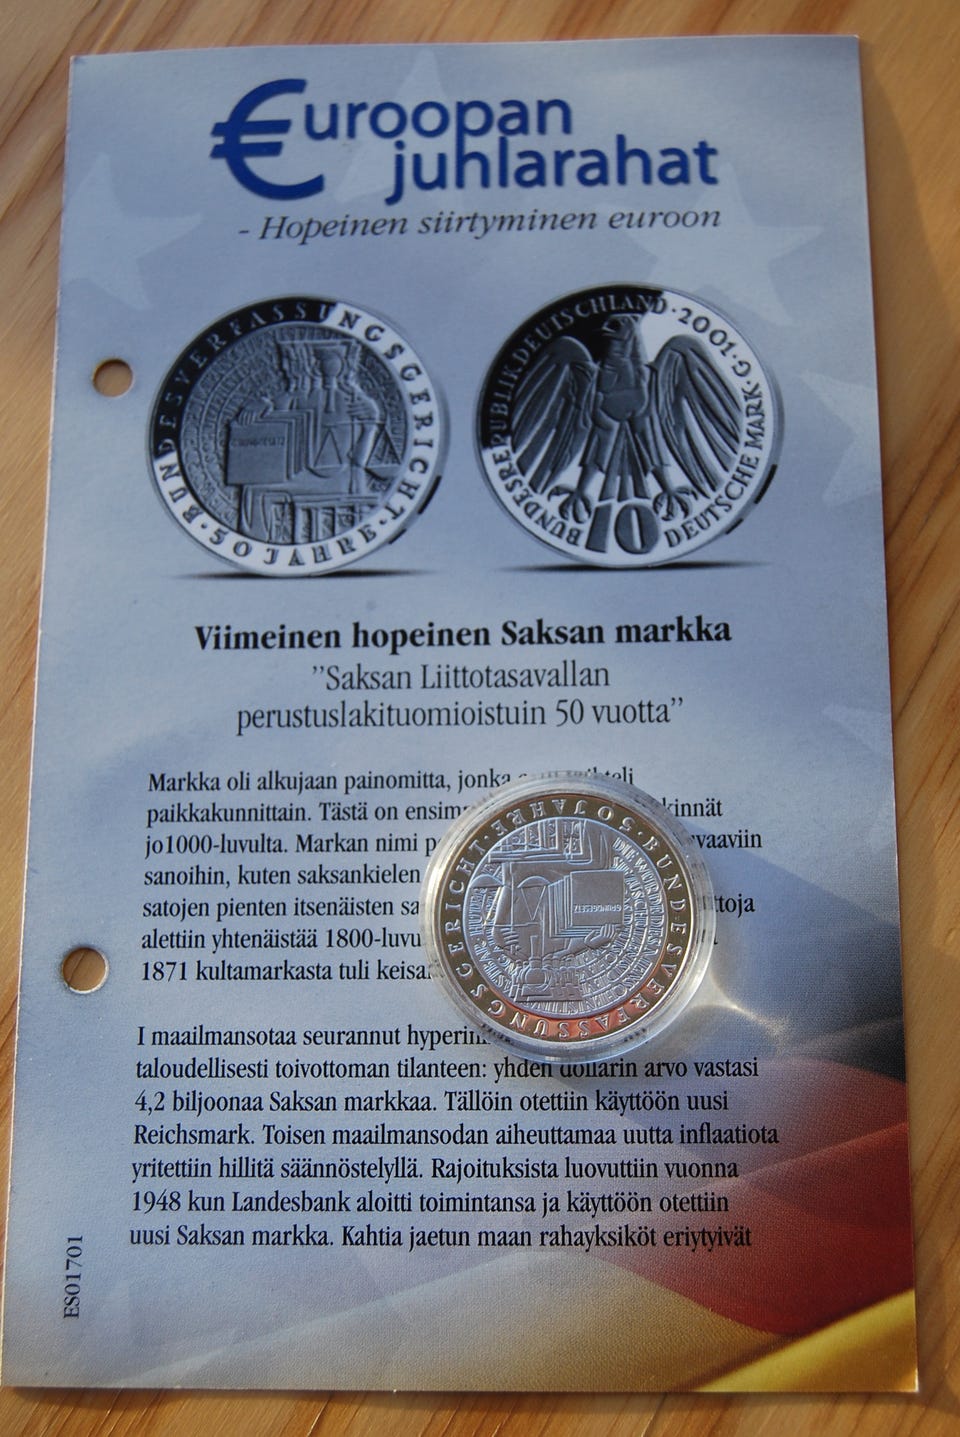 €uroopan
juhlarahat
- Hopeinen siirtyminen euroon
BUNDESVERFASSUNGSGERICHT · 50 JAHRE ·
GRUNDGESETZ
BUNDESREPUBLIK DEUTSCHLAND · 2001 · G
DEUTSCHE MARK
10
Viimeinen hopeinen Saksan markka
”Saksan Liittotasavallan
perustuslakituomioistuin 50 vuotta”
Markka oli alkujaan painomitta, jonka
paikkakunnittain. Tästä on
jo1000-luvulta. Markan nimi
sanoihin, kuten saksankielen
satojen pienten itsenäisten
alettiin yhtenäistää
1871 kultamarkasta tuli
BUNDESVERFASSUNGSGERICHT · 50 JAHRE ·
GRUNDGESETZ
I maailmansotaa seurannut
taloudellisesti toivottoman tilanteen: yhden dollarin arvo vastasi
4,2 biljoonaa Saksan markkaa. Tällöin otettiin käyttöön uusi
Reichsmark. Toisen maailmansodan aiheuttamaa uutta inflaatiota
yritettiin hillitä säännöstelyllä. Rajoituksista luovuttiin vuonna
1948 kun Landesbank aloitti toimintansa ja käyttöön otettiin
uusi Saksan markka. Kahtia jaetun maan rahayksiköt eriytyivät
ES01701